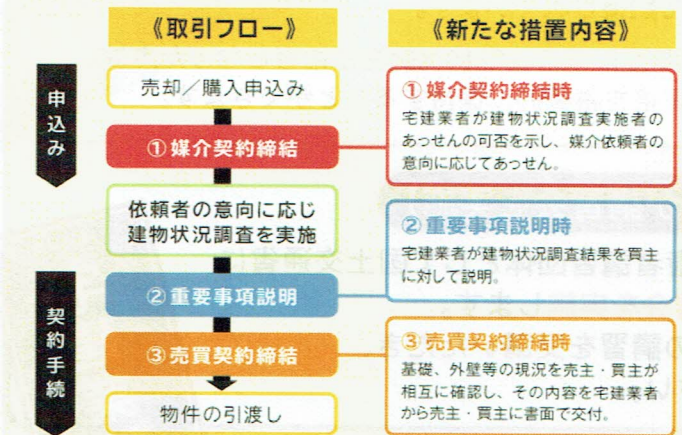 《取引フロー》
《新たな措置内容》
申込み
売却／購入申込み
①媒介契約締結
依頼者の意向に応じ
建物状況調査を実施
契約手続
②重要事項説明
③売買契約締結
物件の引渡し
①媒介契約締結時
宅建業者が建物状況調査実施者の
あっせんの可否を示し、媒介依頼者の
意向に応じてあっせん。
②重要事項説明時
宅建業者が建物状況調査結果を買主
に対して説明。
③売買契約締結時
基礎、外壁等の現況を売主・買主が
相互に確認し、その内容を宅建業者
から売主・買主に書面で交付。